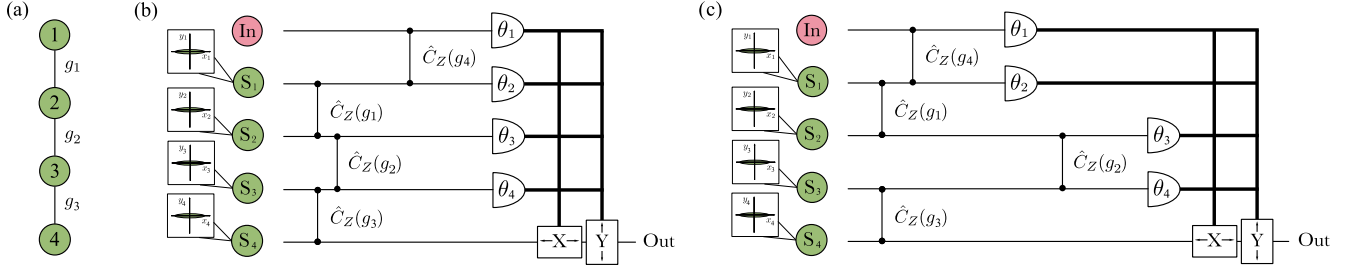 (a)
1
g₁
2
g₂
3
g₃
4
(b)
In
y₁
x₁
S₁
y₂
x₂
S₂
y₃
x₃
S₃
y₄
x₄
S₄
Ĉ_Z(g₄)
Ĉ_Z(g₁)
Ĉ_Z(g₂)
Ĉ_Z(g₃)
θ₁
θ₂
θ₃
θ₄
X
Y
Out
(c)
In
y₁
x₁
S₁
y₂
x₂
S₂
y₃
x₃
S₃
y₄
x₄
S₄
Ĉ_Z(g₄)
Ĉ_Z(g₁)
Ĉ_Z(g₂)
Ĉ_Z(g₃)
θ₁
θ₂
θ₃
θ₄
X
Y
Out